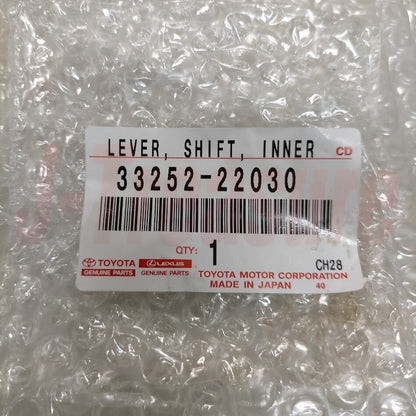 LEVER, SHIFT, INNER CD
33252-22030
QTY: 1
TOYOTA LEXUS
GENUINE PARTS GENUINE PARTS
TOYOTA MOTOR CORPORATION CH28
MADE IN JAPAN 40